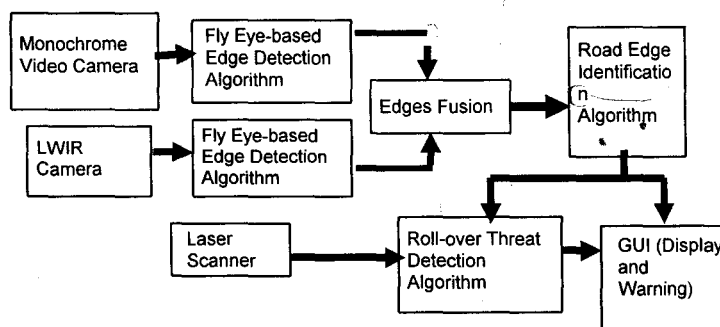 Monochrome
Video Camera
Fly Eye-based
Edge Detection
Algorithm
Edges Fusion
Road Edge
Identificatio
n
Algorithm
LWIR
Camera
Fly Eye-based
Edge Detection
Algorithm
Laser
Scanner
Roll-over Threat
Detection
Algorithm
GUI (Display
and
Warning)